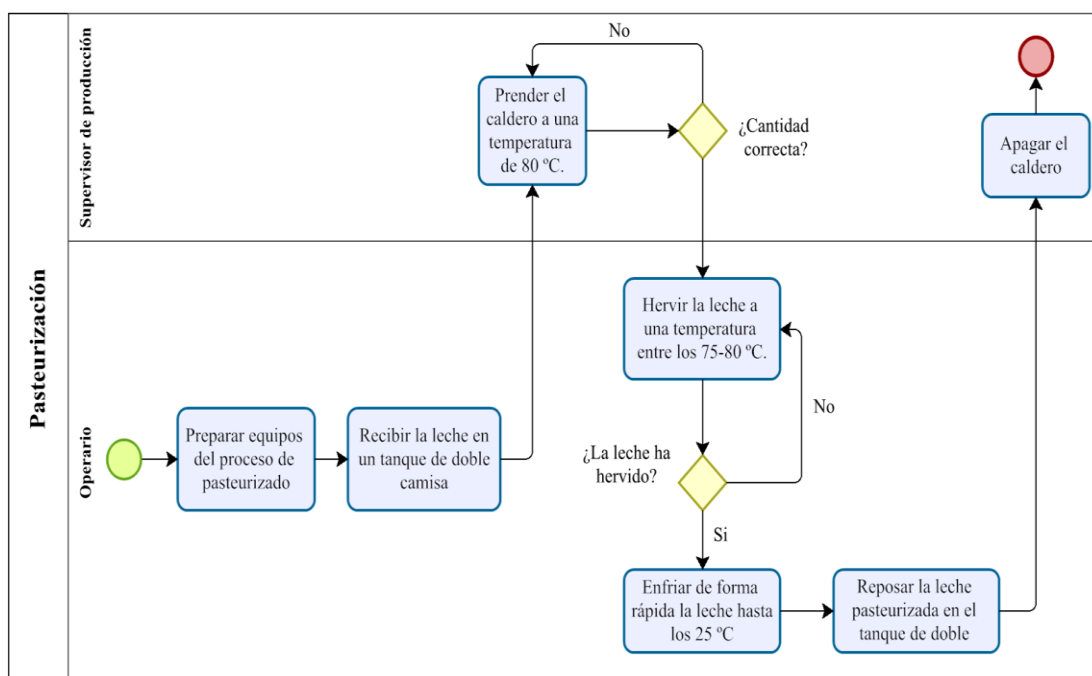 Pasteurización
Supervisor de producción
No
Prender el
caldero a una
temperatura
de 80 ºC.
¿Cantidad
correcta?
Apagar el
caldero
Operario
Preparar equipos
del proceso de
pasteurizado
Recibir la leche en
un tanque de doble
camisa
Hervir la leche a
una temperatura
entre los 75-80 ºC.
No
¿La leche ha
hervido?
Si
Enfriar de forma
rápida la leche hasta
los 25 ºC
Reposar la leche
pasteurizada en el
tanque de doble